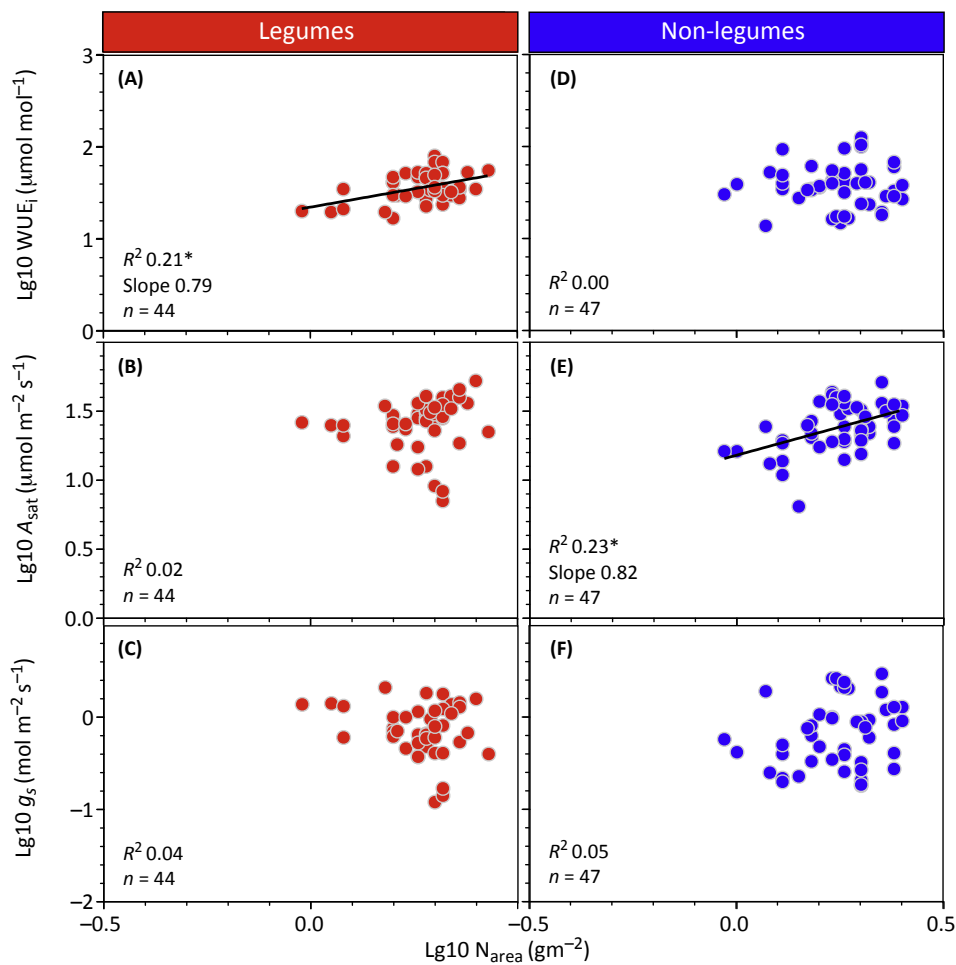 Legumes
Non-legumes
(A)
(D)
Lg10 WUEi (µmol mol⁻¹)
3
2
1
0
R² 0.21*
Slope 0.79
n = 44
R² 0.00
n = 47
(B)
(E)
Lg10 Asat (µmol m⁻² s⁻¹)
1.5
1.0
0.5
0.0
R² 0.02
n = 44
R² 0.23*
Slope 0.82
n = 47
(C)
(F)
Lg10 gs (mol m⁻² s⁻¹)
0
–1
–2
R² 0.04
n = 44
R² 0.05
n = 47
–0.5
0.0
–0.5
0.0
0.5
Lg10 Narea (gm⁻²)